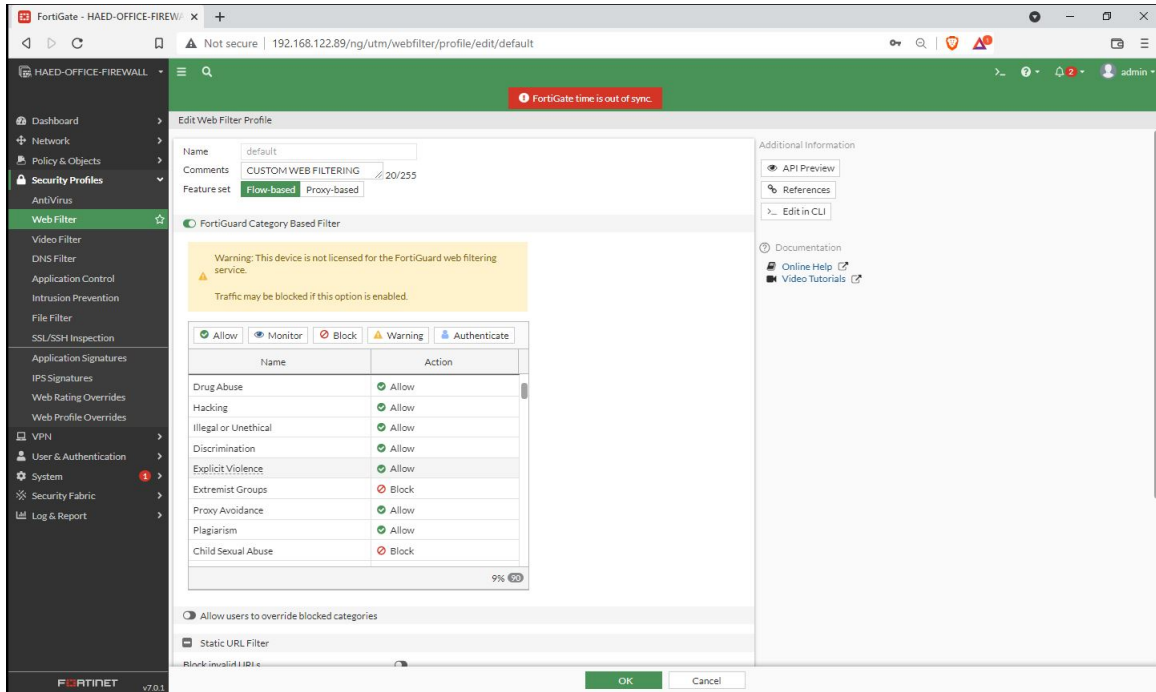 FortiGate - HAED-OFFICE-FIREWA
Not secure | 192.168.122.89/ng/utm/webfilter/profile/edit/default
HAED-OFFICE-FIREWALL
2
admin
FortiGate time is out of sync.
Dashboard
Network
Policy & Objects
Security Profiles
AntiVirus
Web Filter
Video Filter
DNS Filter
Application Control
Intrusion Prevention
File Filter
SSL/SSH Inspection
Application Signatures
IPS Signatures
Web Rating Overrides
Web Profile Overrides
VPN
User & Authentication
System 1
Security Fabric
Log & Report
FORTINET v7.0.1
Edit Web Filter Profile
Name default
Comments CUSTOM WEB FILTERING 20/255
Feature set Flow-based Proxy-based
FortiGuard Category Based Filter
Warning: This device is not licensed for the FortiGuard web filtering
service.
Traffic may be blocked if this option is enabled.
Allow Monitor Block Warning Authenticate
Name Action
Drug Abuse Allow
Hacking Allow
Illegal or Unethical Allow
Discrimination Allow
Explicit Violence Allow
Extremist Groups Block
Proxy Avoidance Allow
Plagiarism Allow
Child Sexual Abuse Block
9% 90
Allow users to override blocked categories
Static URL Filter
Block invalid URLs
OK Cancel
Additional Information
API Preview
References
>_ Edit in CLI
Documentation
Online Help
Video Tutorials